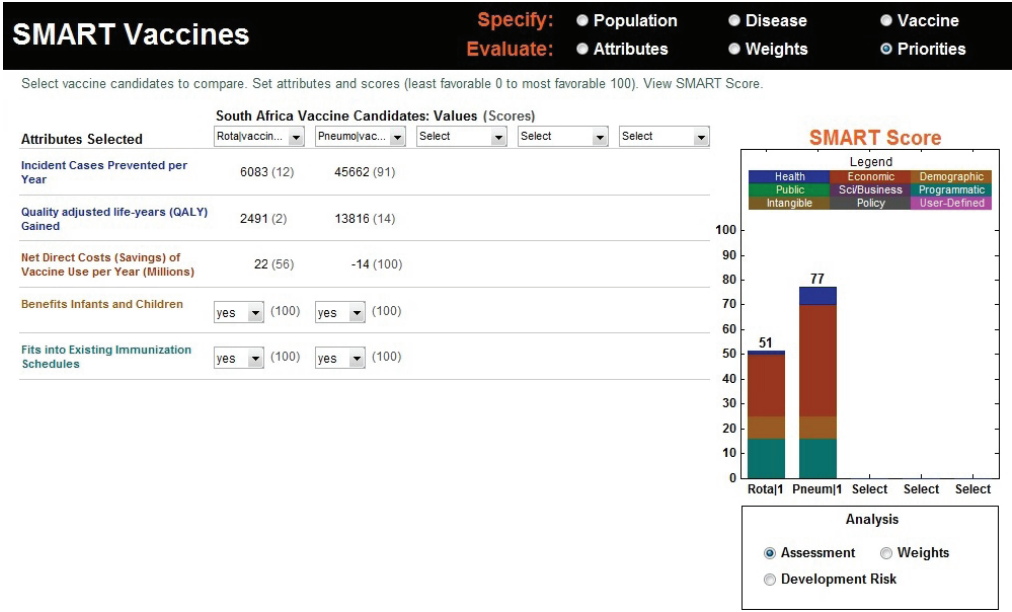 SMART Vaccines
Specify: Population Disease Vaccine
Evaluate: Attributes Weights Priorities
Select vaccine candidates to compare. Set attributes and scores (least favorable 0 to most favorable 100). View SMART Score.
South Africa Vaccine Candidates: Values (Scores)
Attributes Selected
Rota|vaccin... Pneumo|vac... Select Select Select
Incident Cases Prevented per
Year
6083 (12) 45662 (91)
Quality adjusted life-years (QALY)
Gained
2491 (2) 13816 (14)
Net Direct Costs (Savings) of
Vaccine Use per Year (Millions)
22 (56) -14 (100)
Benefits Infants and Children
yes (100) yes (100)
Fits into Existing Immunization
Schedules
yes (100) yes (100)
SMART Score
Legend
Health Economic Demographic
Public Sci/Business Programmatic
Intangible Policy User-Defined
100
90
80
70
60
50
40
30
20
10
0
51
77
Rota|1 Pneum|1 Select Select Select
Analysis
Assessment Weights
Development Risk